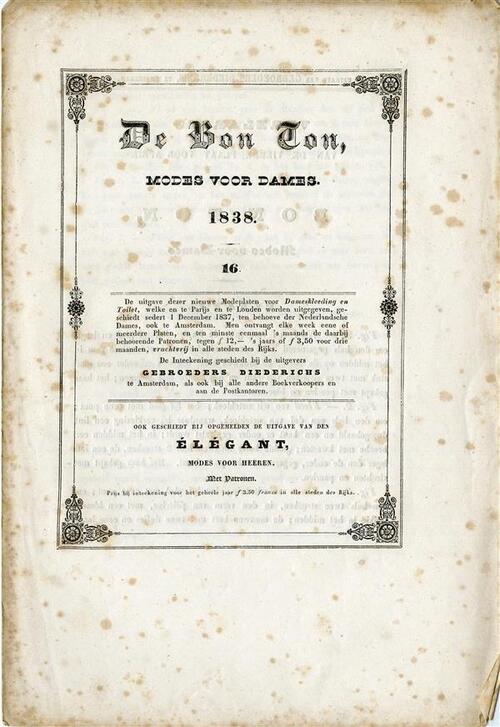 De Bon Ton,
MODES VOOR DAMES.
1838.
16.
De uitgave dezer nieuwe Modeplaten voor Dameskleeding en
Toilet, welke en te Parijs en te Londen worden uitgegeven, ge-
schiedt sedert 1 December 1837, ten behoeve der Nederlandsche
Dames, ook te Amsterdam. Men ontvangt elke week eene of
meerdere Platen, en ten minste eenmaal 's maands de daarbij
behoorende Patronen, tegen ƒ 12,— 's jaars of ƒ 3,50 voor drie
maanden, vrachtvrij in alle steden des Rijks.
De Inteekening geschiedt bij de uitgevers
GEBROEDERS DIEDERICHS
te Amsterdam, als ook bij alle andere Boekverkoopers en
aan de Postkantoren.
OOK GESCHIEDT BIJ OPGEMELDEN DE UITGAVE VAN DEN
ÉLÉGANT,
MODES VOOR HEEREN.
Met Patronen.
Prijs bij inteekening voor het geheele jaar ƒ 3.50 franco in alle steden des Rijks.